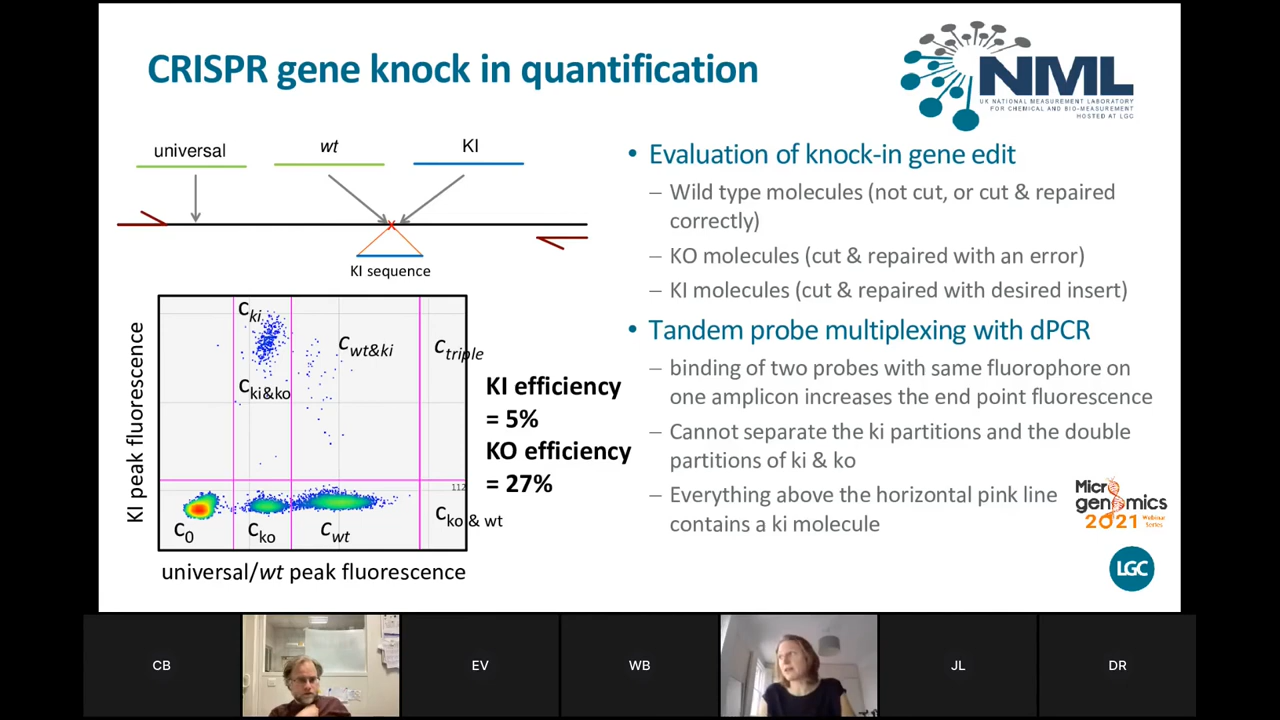 CRISPR gene knock in quantification
NML
UK NATIONAL MEASUREMENT LABORATORY
FOR CHEMICAL AND BIO-MEASUREMENT
HOSTED AT LGC
universal
wt
KI
x
KI sequence
KI peak fluorescence
Cki
Cwt&ki
Ctriple
Cki&ko
112
C0
Cko
Cwt
Cko & wt
universal/wt peak fluorescence
KI efficiency
= 5%
KO efficiency
= 27%
• Evaluation of knock-in gene edit
– Wild type molecules (not cut, or cut & repaired
correctly)
– KO molecules (cut & repaired with an error)
– KI molecules (cut & repaired with desired insert)
• Tandem probe multiplexing with dPCR
– binding of two probes with same fluorophore on
one amplicon increases the end point fluorescence
– Cannot separate the ki partitions and the double
partitions of ki & ko
– Everything above the horizontal pink line
contains a ki molecule
Micr
genomics
2021
Webinar
Series
LGC
CB
EV
WB
JL
DR